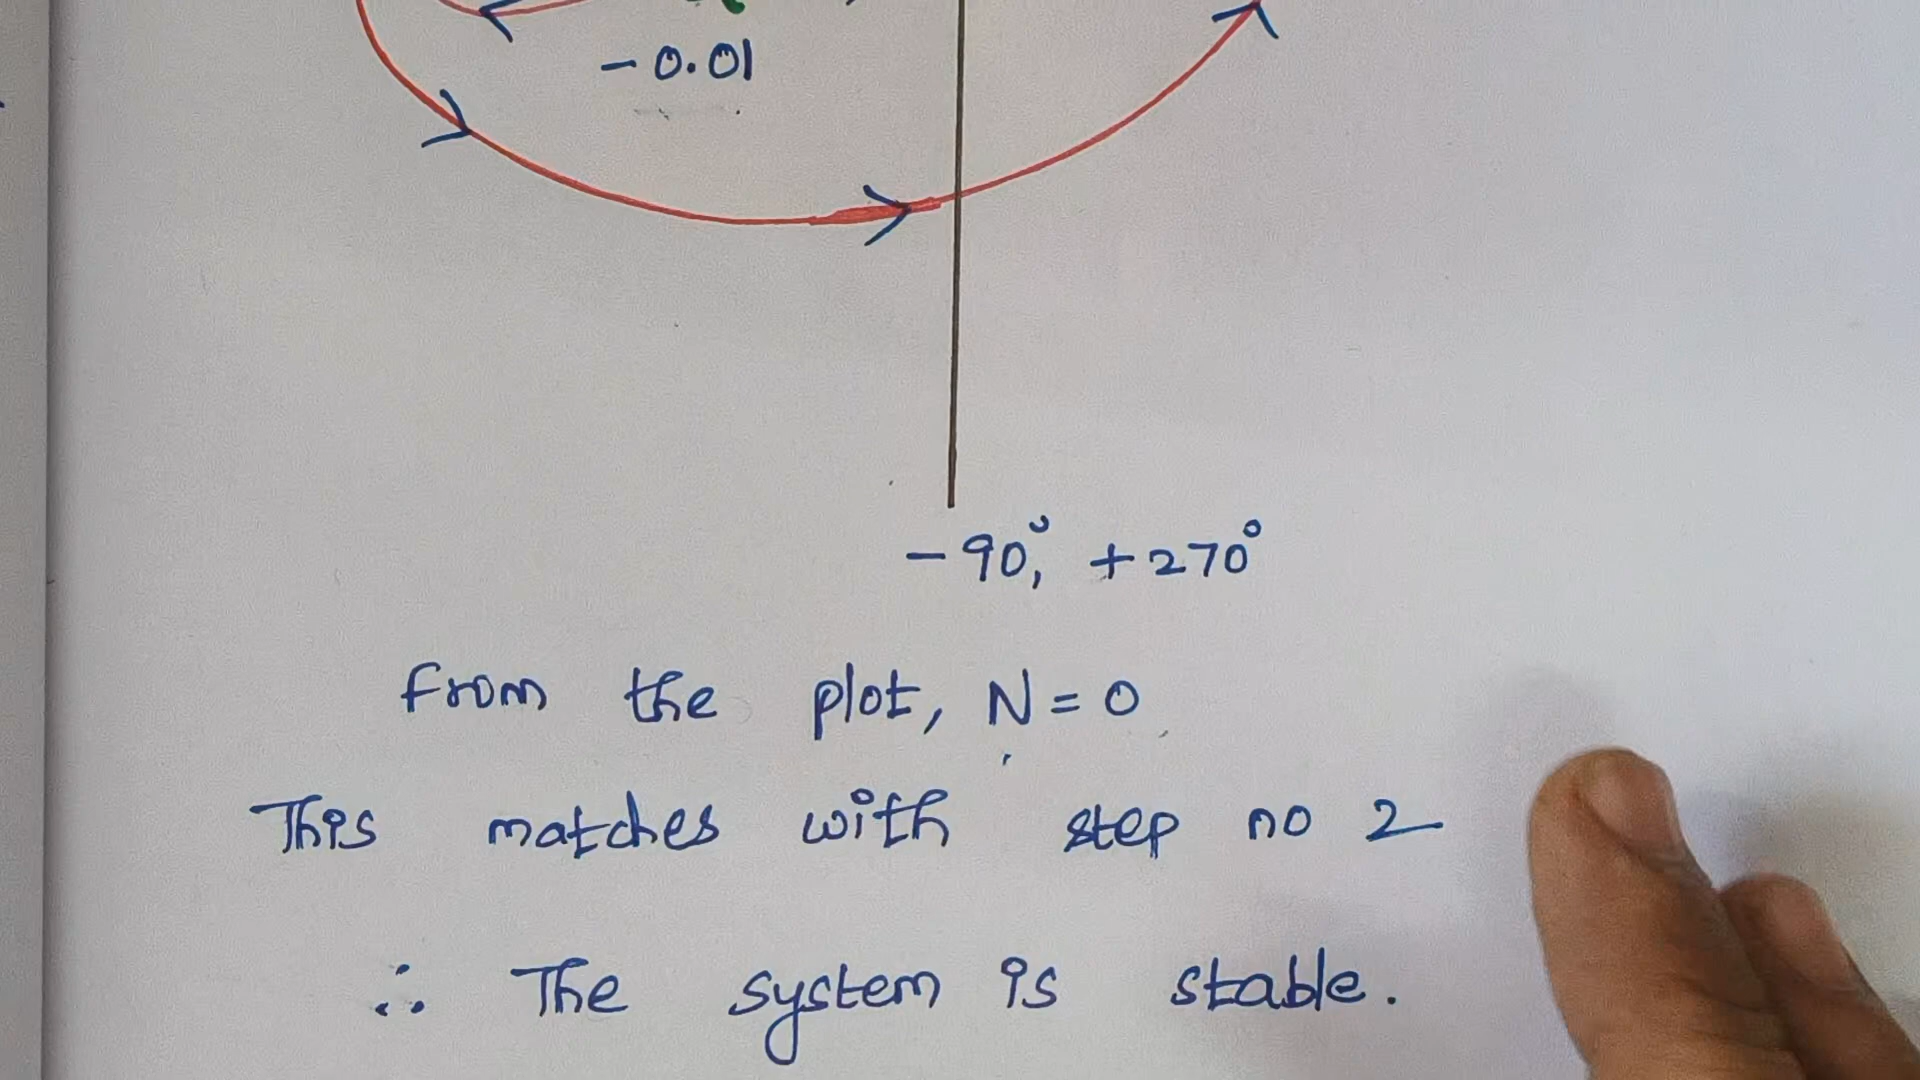 - 0.01
- 90°, + 270°
From the plot, N = 0
This matches with step no 2
∴ The system is stable.